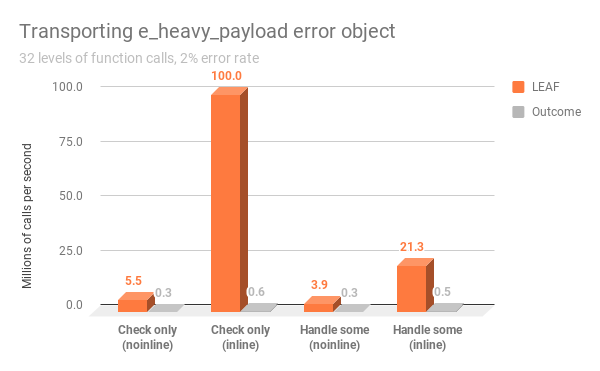 Transporting e_heavy_payload error object
32 levels of function calls, 2% error rate
LEAF
Outcome
Millions of calls per second
100.0
75.0
50.0
25.0
0.0
5.5
0.3
100.0
0.6
3.9
0.3
21.3
0.5
Check only
(noinline)
Check only
(inline)
Handle some
(noinline)
Handle some
(inline)